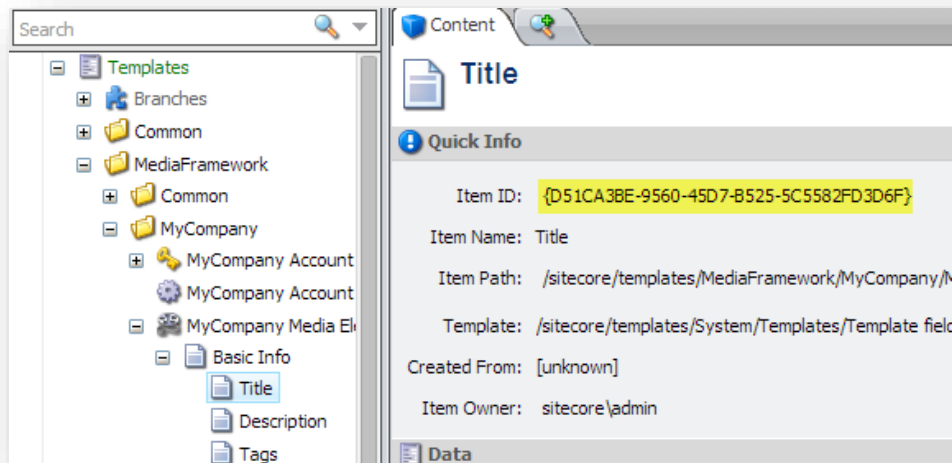 Search
Templates
Branches
Common
MediaFramework
Common
MyCompany
MyCompany Account
MyCompany Account
MyCompany Media El
Basic Info
Title
Description
Tags
Content
Title
Quick Info
Item ID: {D51CA3BE-9560-45D7-B525-5C5582FD3D6F}
Item Name: Title
Item Path: /sitecore/templates/MediaFramework/MyCompany/M
Template: /sitecore/templates/System/Templates/Template field
Created From: [unknown]
Item Owner: sitecore\admin
Data